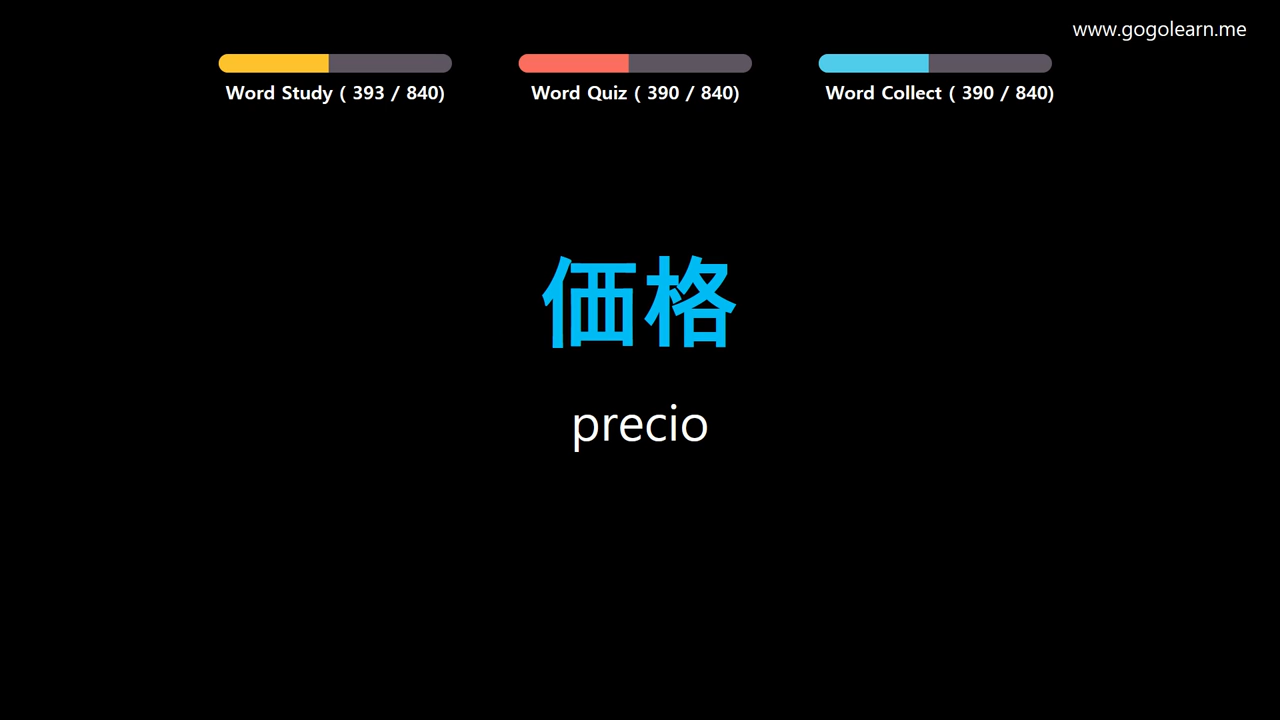 www.gogolearn.me
Word Study ( 393 / 840)
Word Quiz ( 390 / 840)
Word Collect ( 390 / 840)
価格
precio